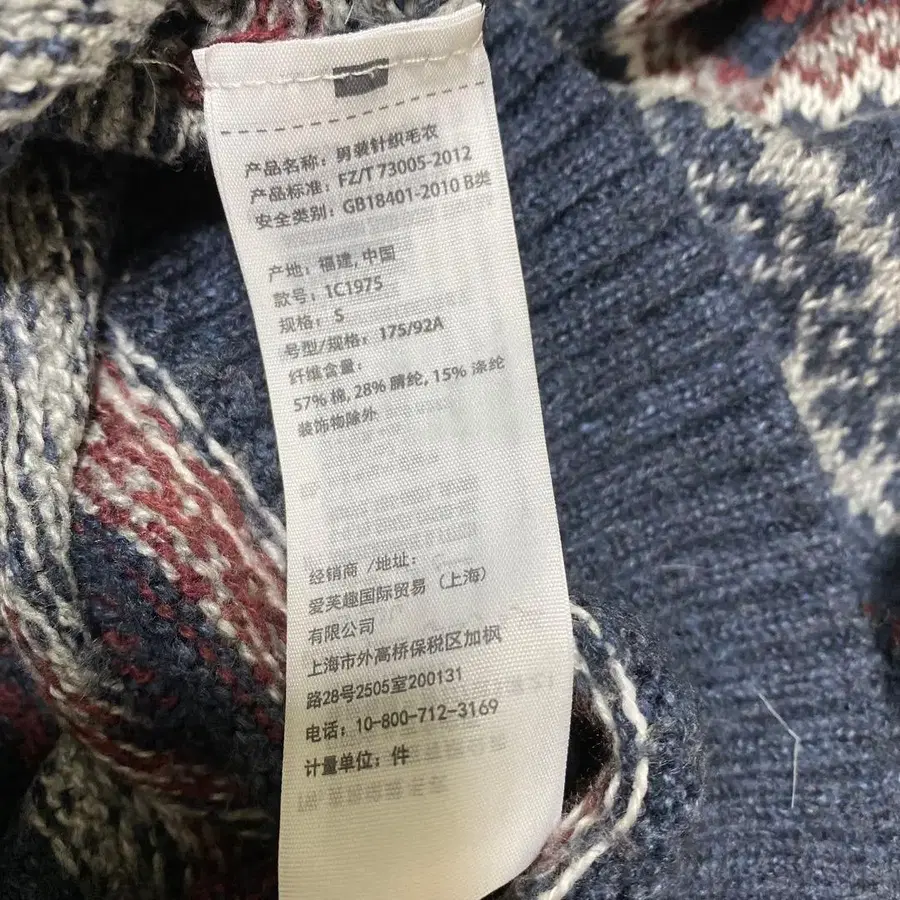 产品名称：男装针织毛衣
产品标准：FZ/T 73005-2012
安全类别：GB18401-2010 B类
产地：福建，中国
款号：1C1975
规格：S
号型/规格：175/92A
纤维含量：
57% 棉, 28% 腈纶, 15% 涤纶
装饰物除外
经销商 /地址：
爱芙趣国际贸易（上海）
有限公司
上海市外高桥保税区加枫
路28号2505室200131
电话：10-800-712-3169
计量单位：件